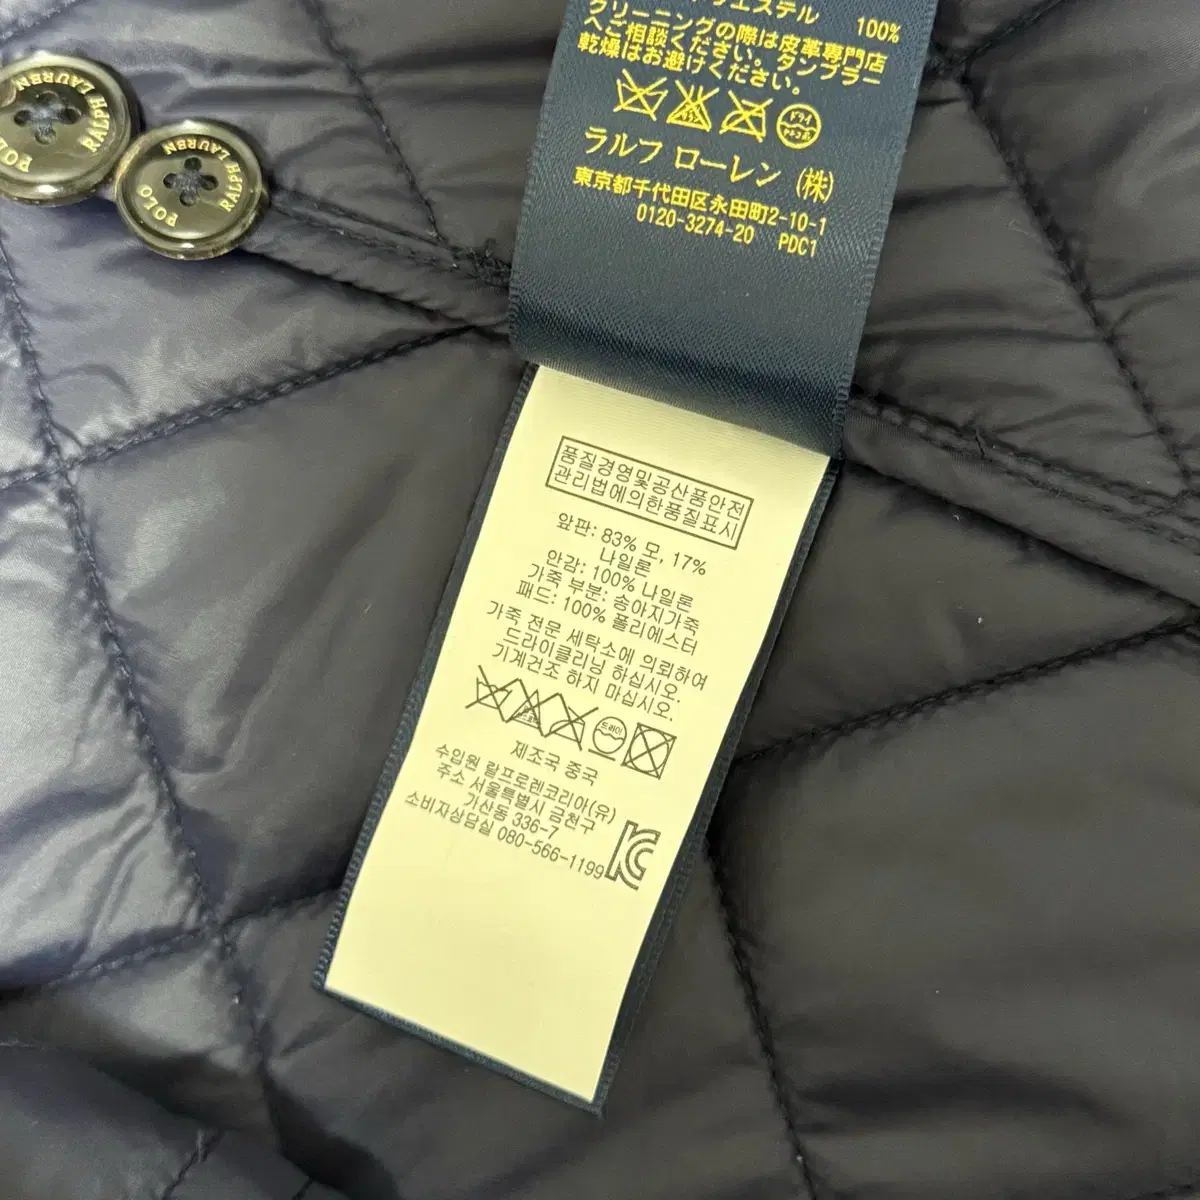 POLO
RALPH LAUREN
POLO
RALPH LAUREN
リエステル 100%
クリーニングの際は皮革専門店
へご相談ください。タンブラー
乾燥はお避けください。
ドライ
ラルフ ローレン (株)
東京都千代田区永田町2-10-1
0120-3274-20 PDC1
품질경영및공산품안전
관리법에의한품질표시
앞판: 83% 모, 17%
나일론
안감: 100% 나일론
가죽 부분: 송아지가죽
패드: 100% 폴리에스터
가죽 전문 세탁소에 의뢰하여
드라이클리닝 하십시오.
기계건조 하지 마십시오.
드라이
제조국 중국
수입원 랄프로렌코리아(유)
주소 서울특별시 금천구
가산동 336-7
소비자상담실 080-566-1199